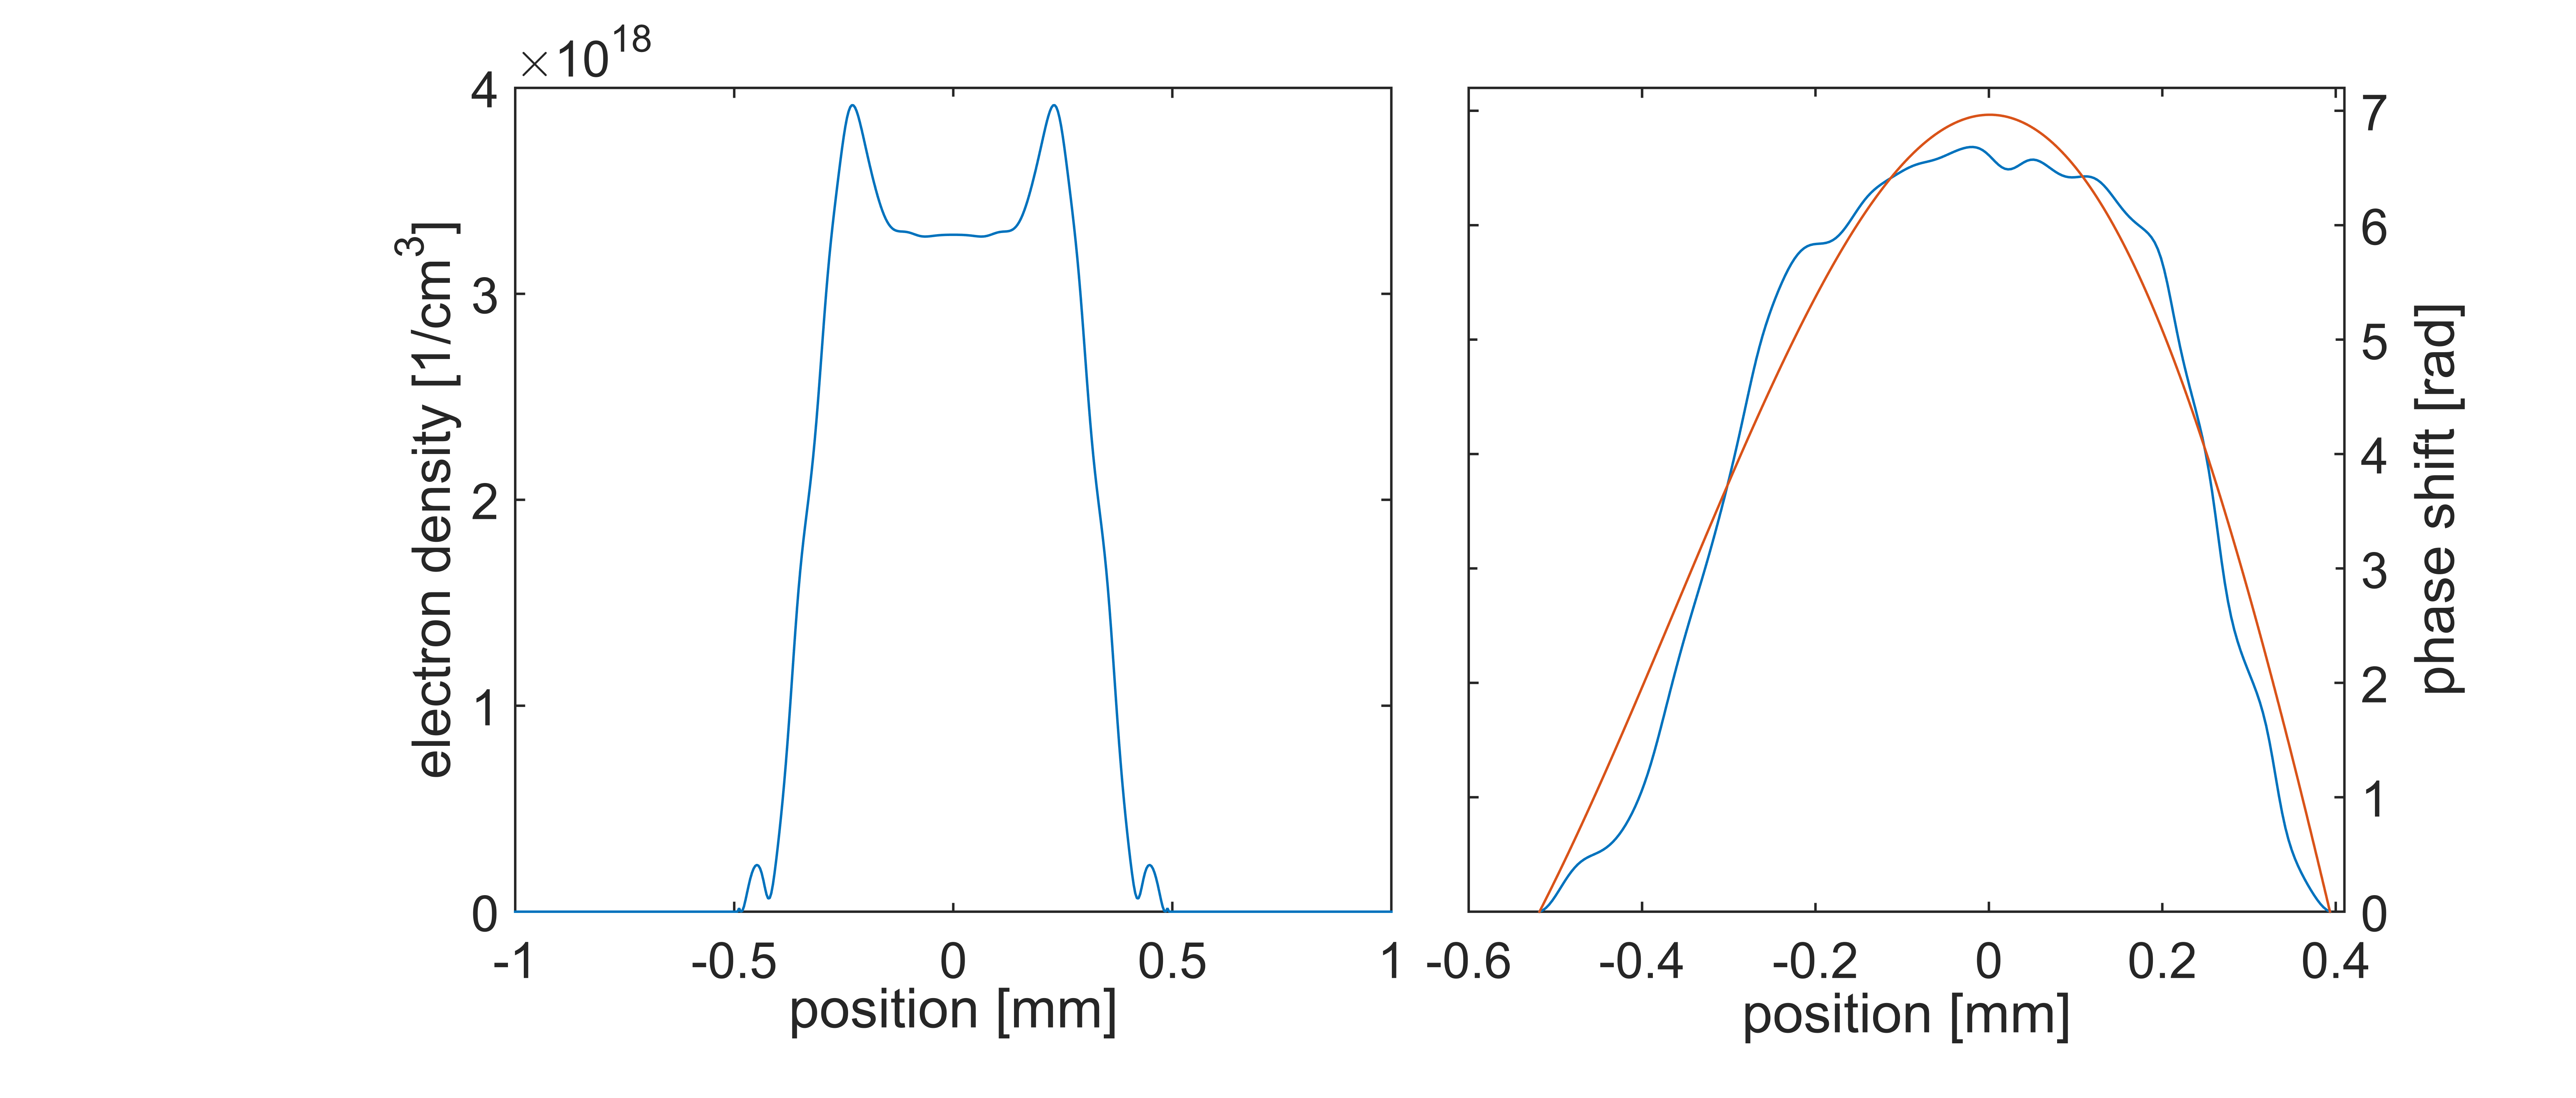 ×10^18
4
3
2
1
0
electron density [1/cm^3]
-1 -0.5 0 0.5 1
position [mm]
7
6
5
4
3
2
1
0
phase shift [rad]
-0.6 -0.4 -0.2 0 0.2 0.4
position [mm]